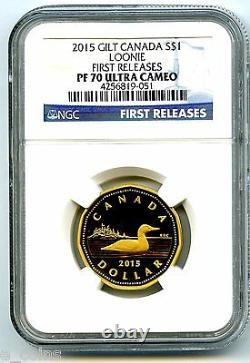 2015 GILT CANADA S$1
LOONIE
FIRST RELEASES
PF 70 ULTRA CAMEO
4256819-051
NGC
FIRST RELEASES
CANADA
2015
DOLLAR